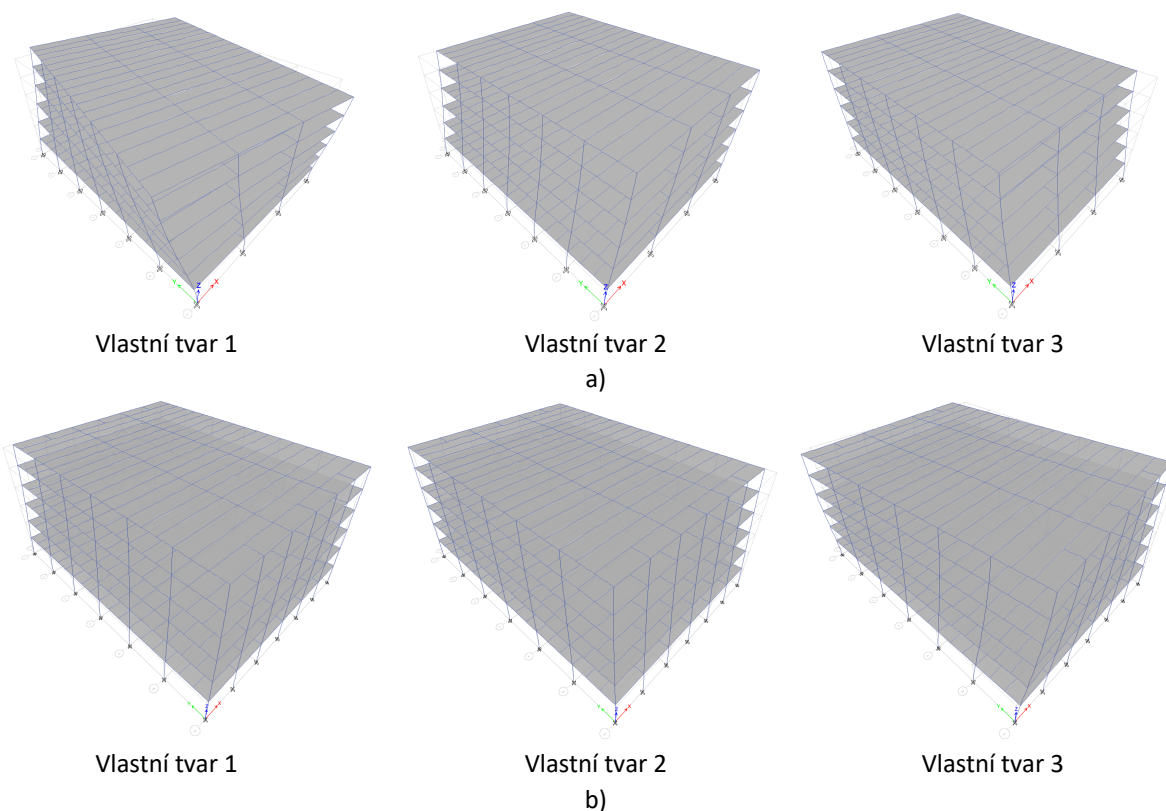 Z
Y
X
Z
Y
X
Z
Y
X
Vlastní tvar 1
Vlastní tvar 2
Vlastní tvar 3
a)
Z
Y
X
Z
Y
X
Z
Y
X
Vlastní tvar 1
Vlastní tvar 2
Vlastní tvar 3
b)